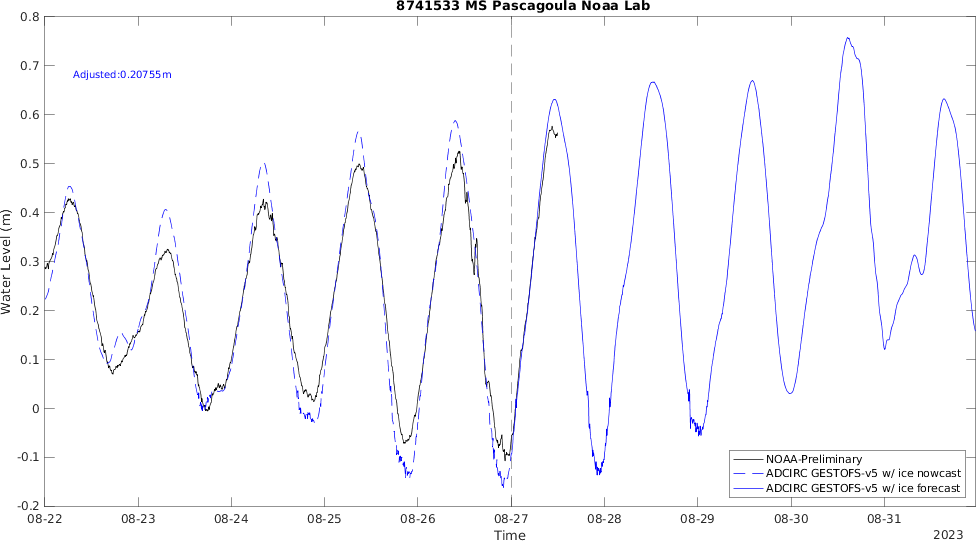 8741533 MS Pascagoula Noaa Lab
0.8
0.7
0.6
0.5
0.4
0.3
0.2
0.1
0
-0.1
-0.2
Water Level (m)
Adjusted:0.20755m
NOAA-Preliminary
ADCIRC GESTOFS-v5 w/ ice nowcast
ADCIRC GESTOFS-v5 w/ ice forecast
08-22 08-23 08-24 08-25 08-26 08-27 08-28 08-29 08-30 08-31
Time
2023